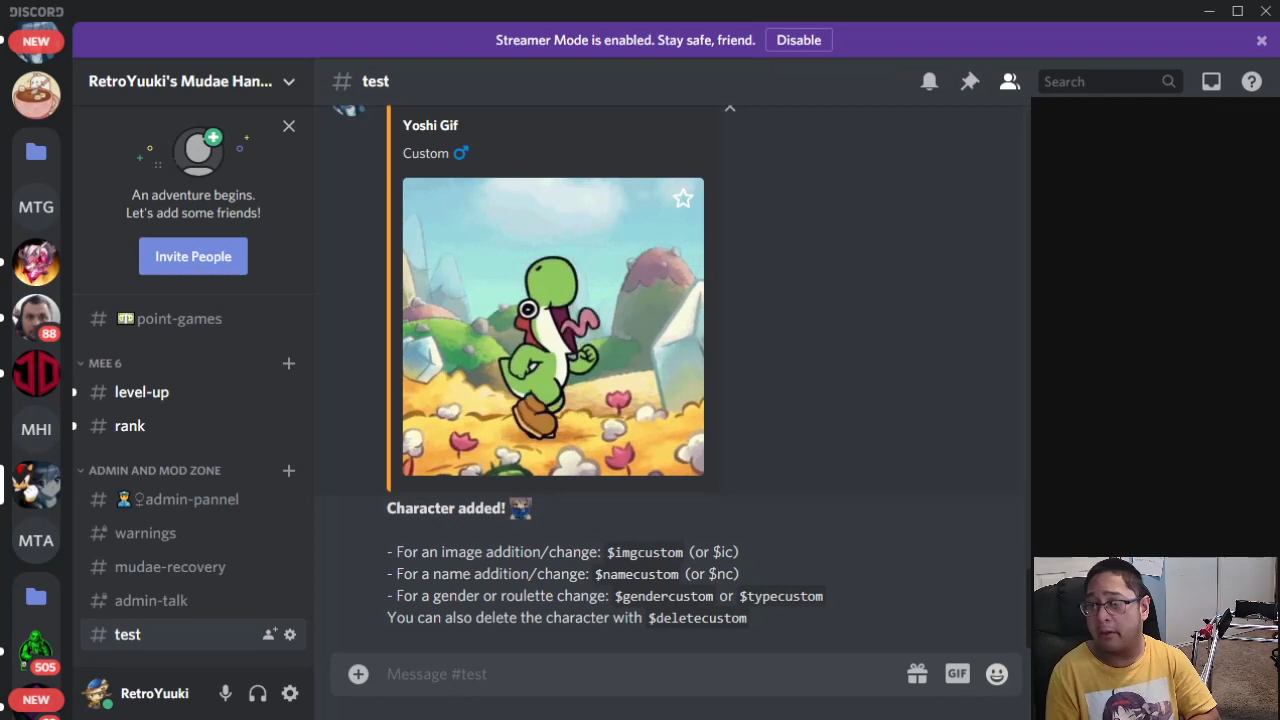 DISCORD
NEW
Streamer Mode is enabled. Stay safe, friend.
Disable
RetroYuuki's Mudae Han...
test
Search
An adventure begins.
Let's add some friends!
Invite People
point-games
MEE 6
level-up
rank
ADMIN AND MOD ZONE
admin-pannel
warnings
mudae-recovery
admin-talk
test
RetroYuuki
MTG
88
MHI
MTA
505
NEW
Yoshi Gif
Custom
Character added!
- For an image addition/change: $imgcustom (or $ic)
- For a name addition/change: $namecustom (or $nc)
- For a gender or roulette change: $gendercustom or $typecustom
You can also delete the character with $deletecustom
Message #test
GIF